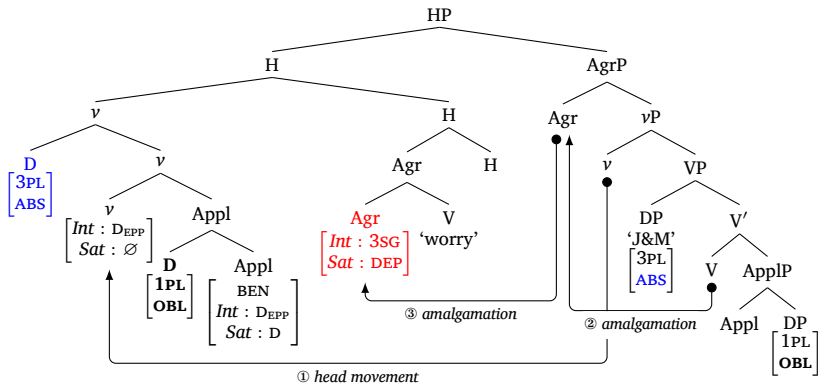 HP
H AgrP
v H Agr vP
D v Agr H v VP
[3PL ABS] v Appl Agr V DP V′
[Int : D_EPP Sat : ∅] D Appl [Int : 3SG Sat : DEP] 'worry' 'J&M' V ApplP
[1PL OBL] [BEN Int : D_EPP Sat : D] [3PL ABS] Appl DP
[1PL OBL]
③ amalgamation
② amalgamation
① head movement